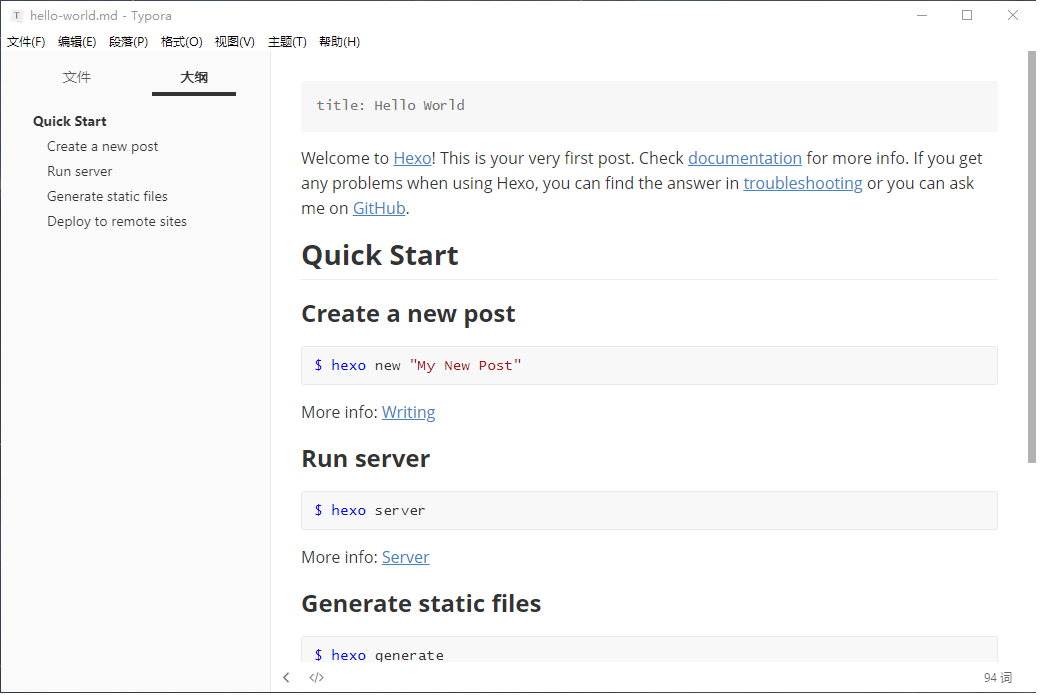 hello-world.md - Typora
文件(F) 编辑(E) 段落(P) 格式(O) 视图(V) 主题(T) 帮助(H)
文件 大纲
Quick Start
Create a new post
Run server
Generate static files
Deploy to remote sites
title: Hello World
Welcome to Hexo! This is your very first post. Check documentation for more info. If you get
any problems when using Hexo, you can find the answer in troubleshooting or you can ask
me on GitHub.
Quick Start
Create a new post
$ hexo new "My New Post"
More info: Writing
Run server
$ hexo server
More info: Server
Generate static files
$ hexo generate
</> 94 词